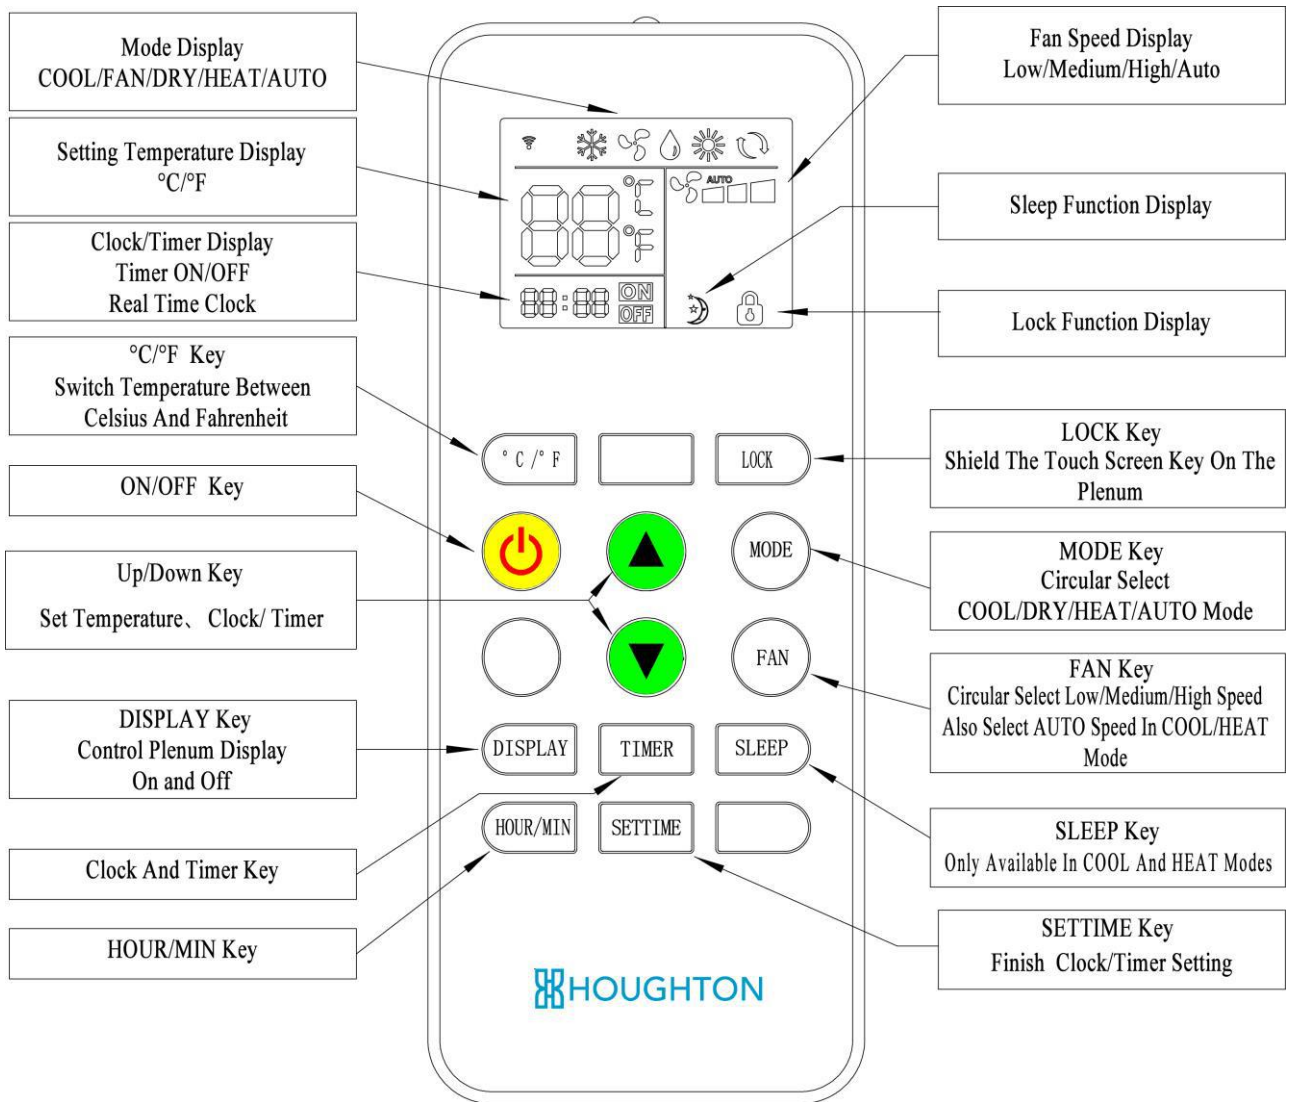 Mode Display
COOL/FAN/DRY/HEAT/AUTO
Setting Temperature Display
°C/°F
Clock/Timer Display
Timer ON/OFF
Real Time Clock
°C/°F Key
Switch Temperature Between
Celsius And Fahrenheit
ON/OFF Key
Up/Down Key
Set Temperature、Clock/ Timer
DISPLAY Key
Control Plenum Display
On and Off
Clock And Timer Key
HOUR/MIN Key
AUTO
°C
°F
88:88
ON
OFF
°C/°F
LOCK
MODE
FAN
DISPLAY
TIMER
SLEEP
HOUR/MIN
SETTIME
HOUGHTON
Fan Speed Display
Low/Medium/High/Auto
Sleep Function Display
Lock Function Display
LOCK Key
Shield The Touch Screen Key On The
Plenum
MODE Key
Circular Select
COOL/DRY/HEAT/AUTO Mode
FAN Key
Circular Select Low/Medium/High Speed
Also Select AUTO Speed In COOL/HEAT
Mode
SLEEP Key
Only Available In COOL And HEAT Modes
SETTIME Key
Finish Clock/Timer Setting